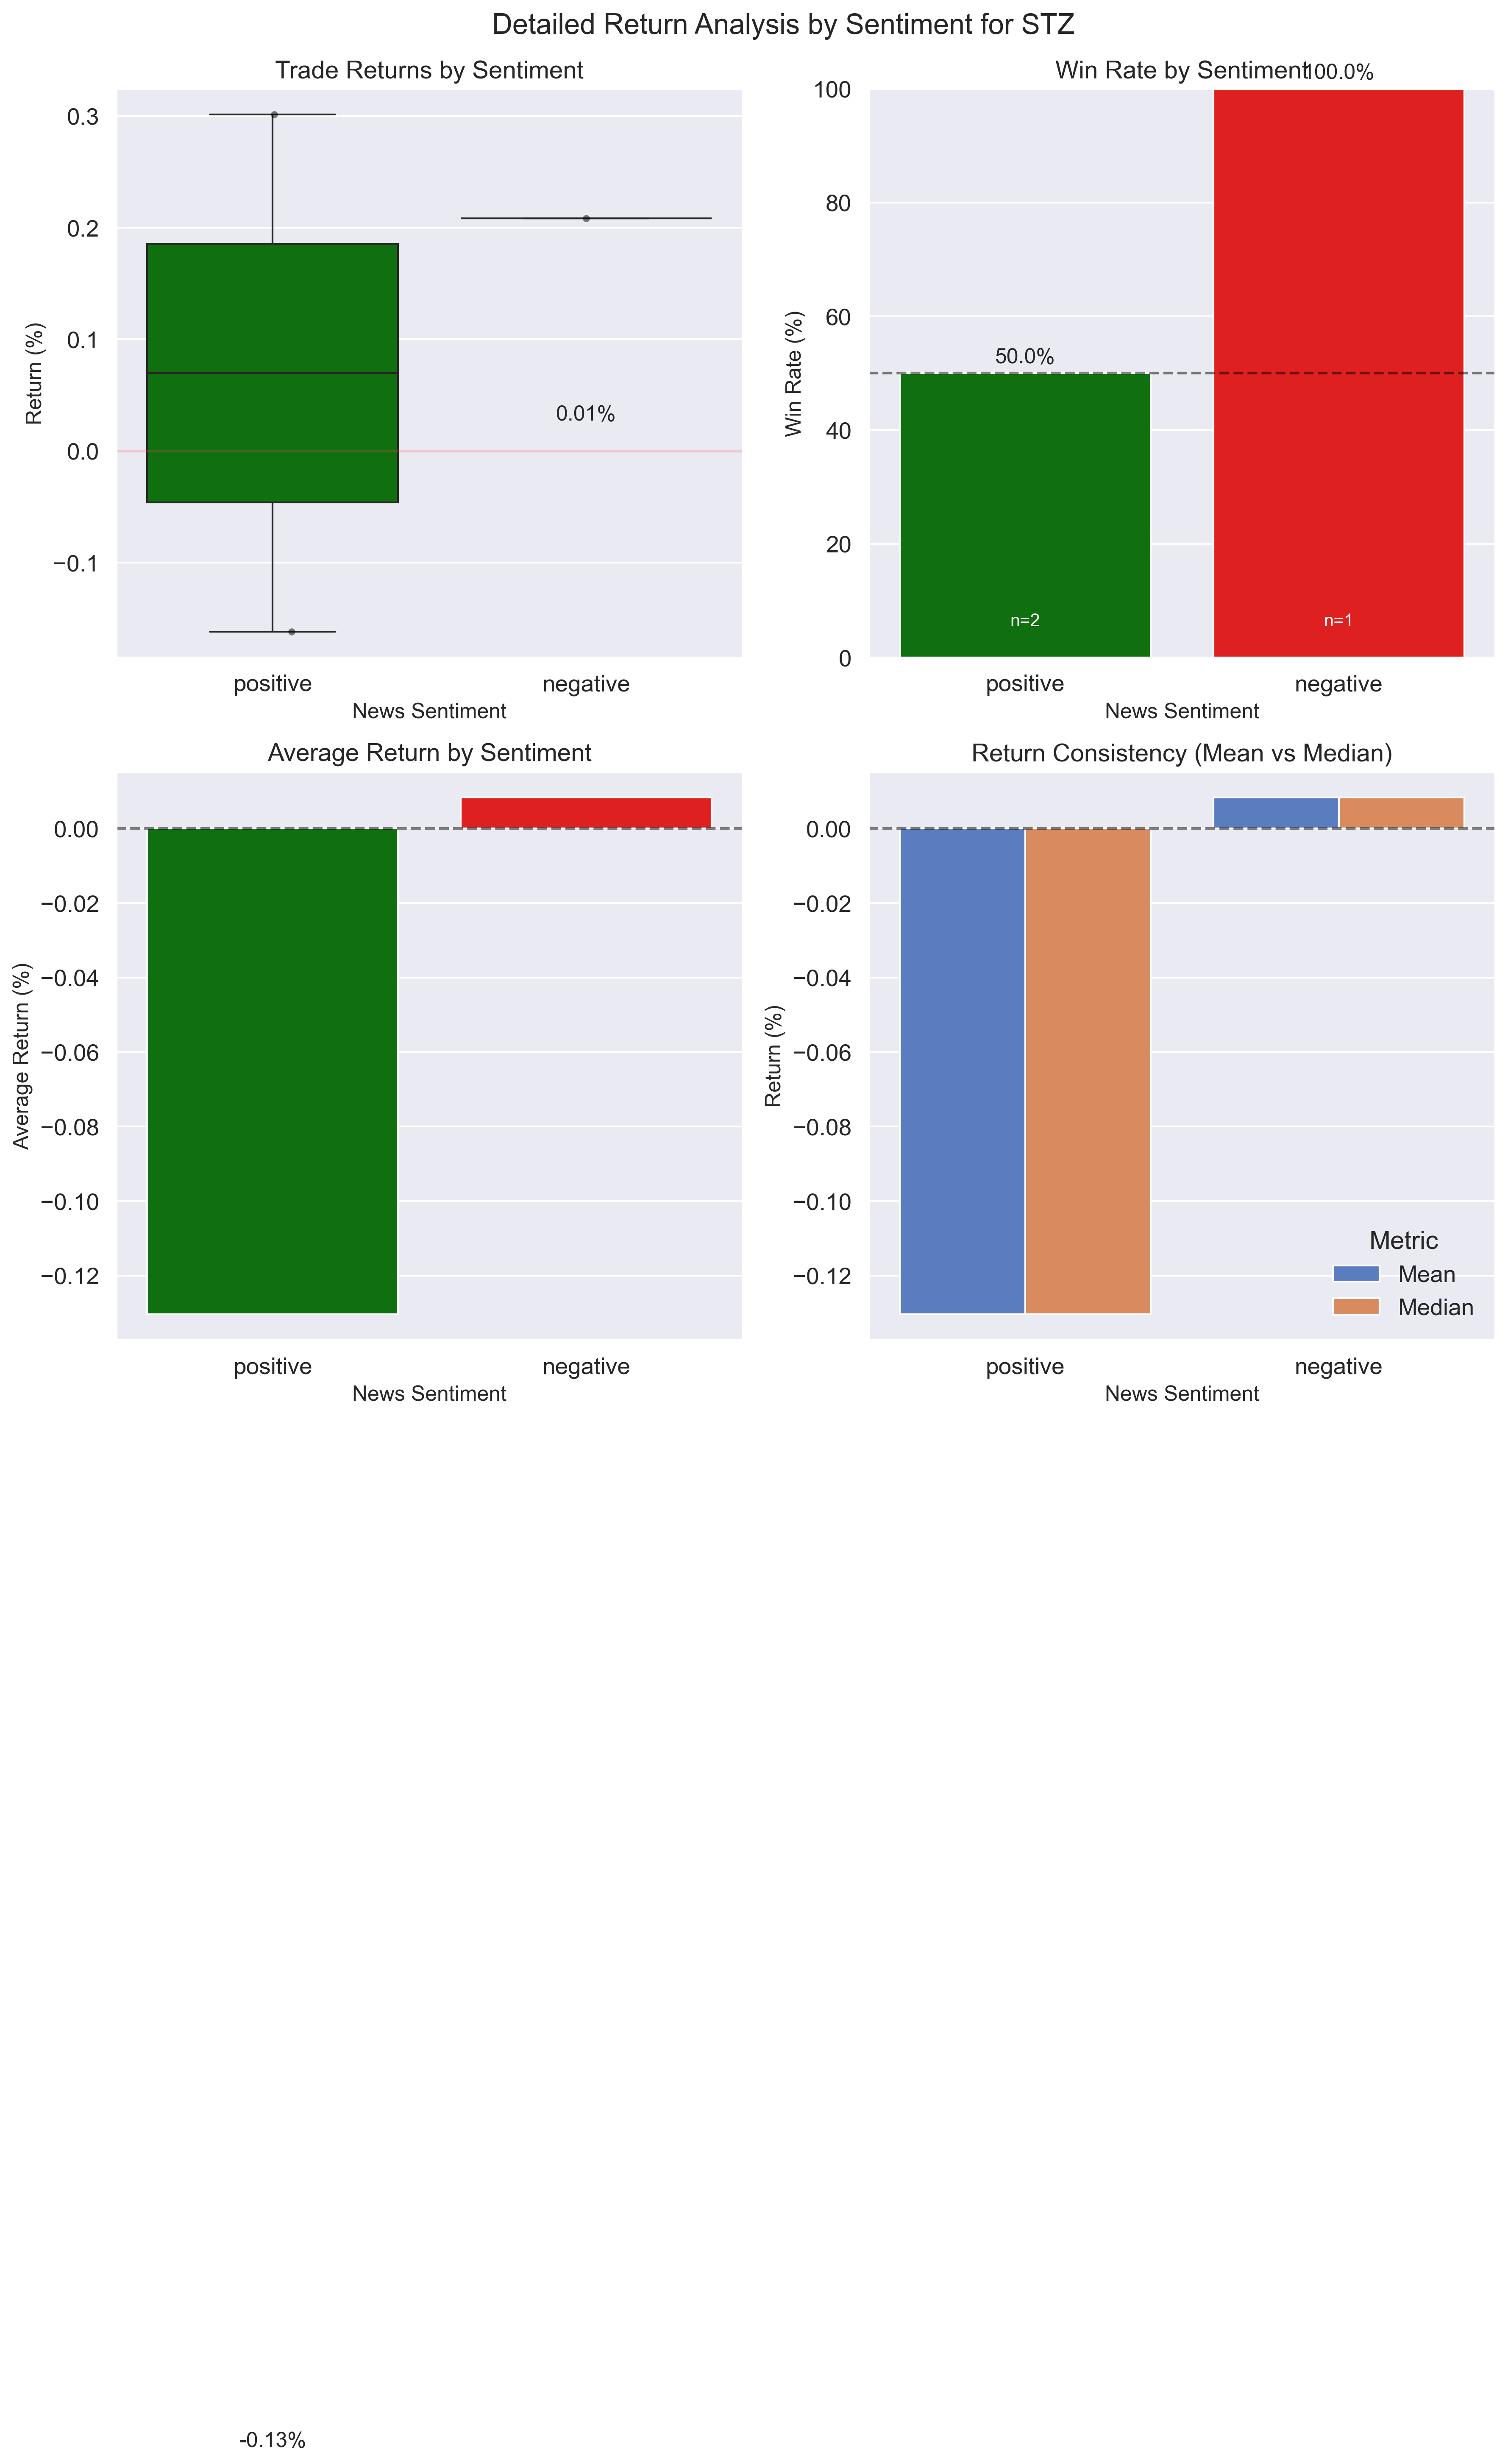 Detailed Return Analysis by Sentiment for STZ
Trade Returns by Sentiment
0.3
0.2
0.1
0.0
−0.1
Return (%)
0.01%
positive
negative
News Sentiment
Win Rate by Sentiment
100.0%
100
80
60
40
20
0
Win Rate (%)
50.0%
n=2
n=1
positive
negative
News Sentiment
Average Return by Sentiment
0.00
−0.02
−0.04
−0.06
−0.08
−0.10
−0.12
Average Return (%)
positive
negative
News Sentiment
Return Consistency (Mean vs Median)
0.00
−0.02
−0.04
−0.06
−0.08
−0.10
−0.12
Return (%)
Metric
Mean
Median
positive
negative
News Sentiment
-0.13%